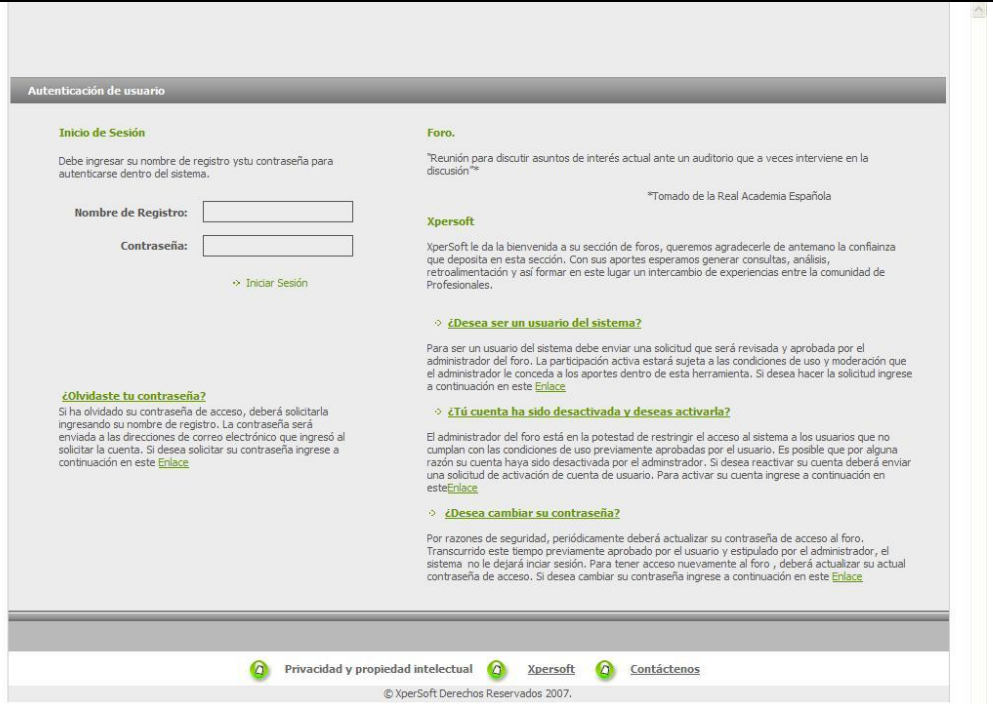 Autenticación de usuario
Inicio de Sesión
Debe ingresar su nombre de registro ystu contraseña para
autenticarse dentro del sistema.
Nombre de Registro:
Contraseña:
Iniciar Sesión
¿Olvidaste tu contraseña?
Si ha olvidado su contraseña de acceso, deberá solicitarla
ingresando su nombre de registro. La contraseña será
enviada a las direcciones de correo electrónico que ingresó al
solicitar la cuenta. Si desea solicitar su contraseña ingrese a
continuación en este Enlace
Foro.
"Reunión para discutir asuntos de interés actual ante un auditorio que a veces interviene en la
discusión"*
*Tomado de la Real Academia Española
Xpersoft
XperSoft le da la bienvenida a su sección de foros, queremos agradecerle de antemano la confiainza
que deposita en esta sección. Con sus aportes esperamos generar consultas, análisis,
retroalimentación y así formar en este lugar un intercambio de experiencias entre la comunidad de
Profesionales.
¿Desea ser un usuario del sistema?
Para ser un usuario del sistema debe enviar una solicitud que será revisada y aprobada por el
administrador del foro. La participación activa estará sujeta a las condiciones de uso y moderación que
el administrador le conceda a los aportes dentro de esta herramienta. Si desea hacer la solicitud ingrese
a continuación en este Enlace
¿Tú cuenta ha sido desactivada y deseas activarla?
El administrador del foro está en la potestad de restringir el acceso al sistema a los usuarios que no
cumplan con las condiciones de uso previamente aprobadas por el usuario. Es posible que por alguna
razón su cuenta haya sido desactivada por el adminstrador. Si desea reactivar su cuenta deberá enviar
una solicitud de activación de cuenta de usuario. Para activar su cuenta ingrese a continuación en
esteEnlace
¿Desea cambiar su contraseña?
Por razones de seguridad, periódicamente deberá actualizar su contraseña de acceso al foro.
Transcurrido este tiempo previamente aprobado por el usuario y estipulado por el administrador, el
sistema no le dejará inciar sesión. Para tener acceso nuevamente al foro , deberá actualizar su actual
contraseña de acceso. Si desea cambiar su contraseña ingrese a continuación en este Enlace
Privacidad y propiedad intelectual Xpersoft Contáctenos
© XperSoft Derechos Reservados 2007.